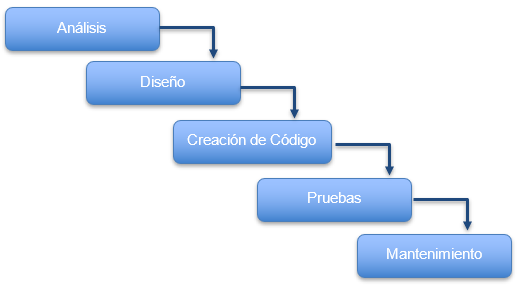 Análisis
Diseño
Creación de Código
Pruebas
Mantenimiento